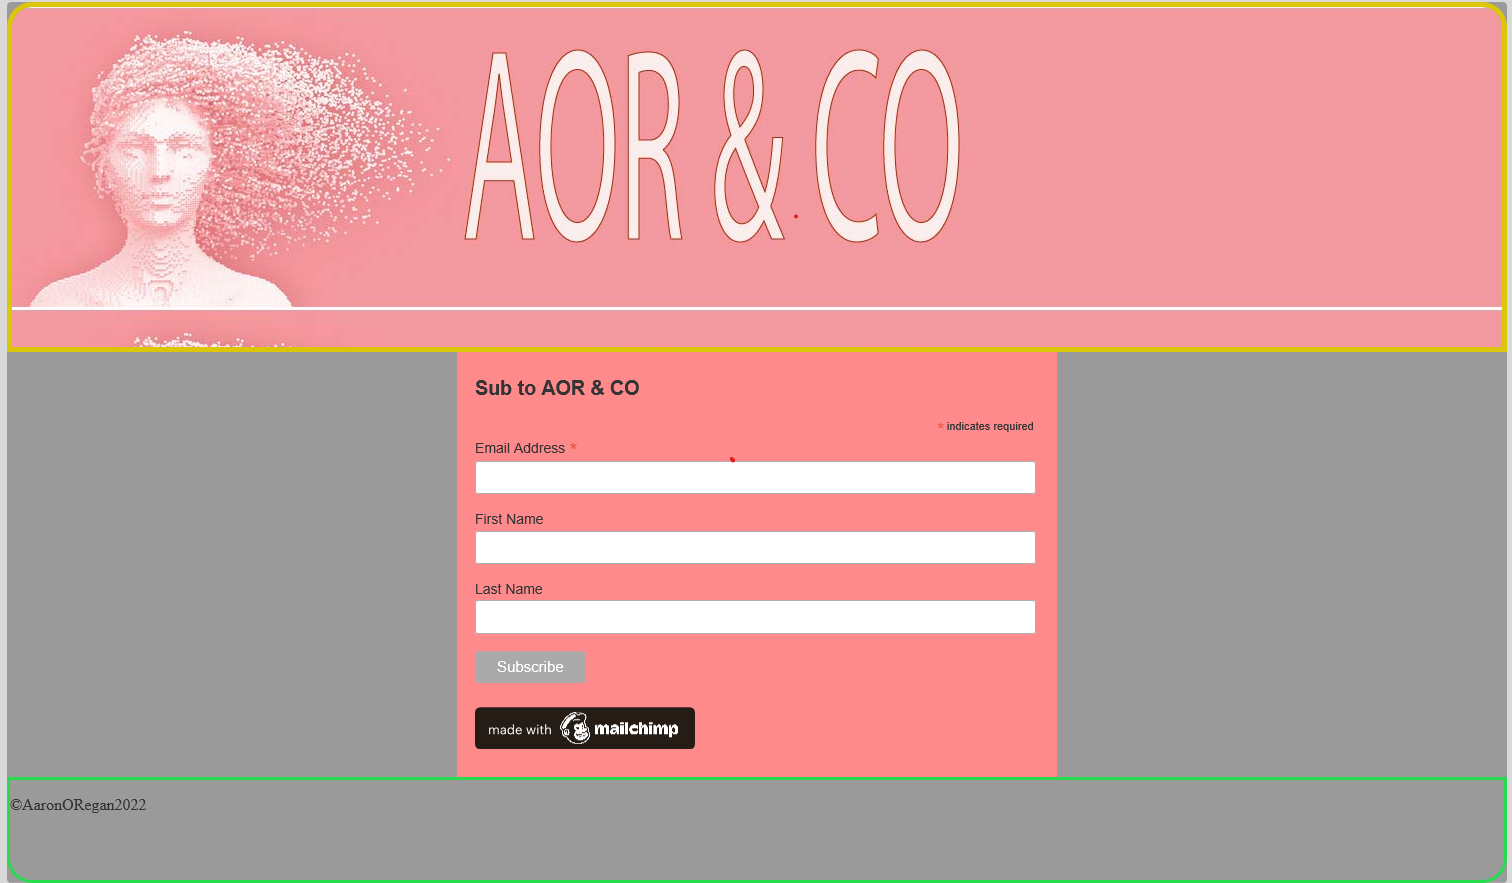 AOR & CO
Sub to AOR & CO
* indicates required
Email Address *
First Name
Last Name
Subscribe
made with mailchimp
©AaronORegan2022